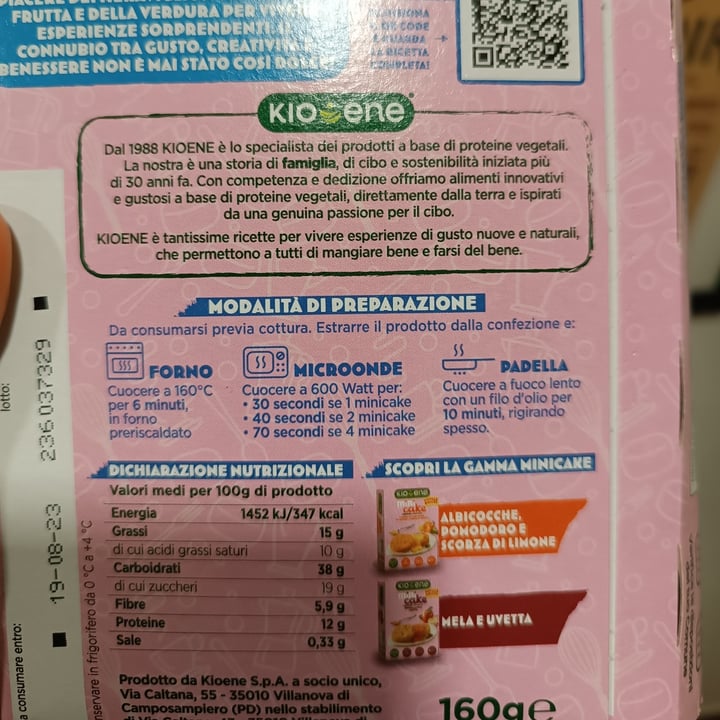 FRUTTA E DELLA VERDURA PER
ESPERIENZE SORPRENDENTI
CONNUBIO TRA GUSTO,
BENESSERE NON È MAI STATO COSÌ
QR CODE
E GUARDA
LA RICETTA
COMPLETA!
KIOENE
Dal 1988 KIOENE è lo specialista dei prodotti a base di proteine vegetali.
La nostra è una storia di famiglia, di cibo e sostenibilità iniziata più
di 30 anni fa. Con competenza e dedizione offriamo alimenti innovativi
e gustosi a base di proteine vegetali, direttamente dalla terra e ispirati
da una genuina passione per il cibo.
KIOENE è tantissime ricette per vivere esperienze di gusto nuove e naturali,
che permettono a tutti di mangiare bene e farsi del bene.
MODALITÀ DI PREPARAZIONE
Da consumarsi previa cottura. Estrarre il prodotto dalla confezione e:
FORNO
Cuocere a 160°C
per 6 minuti,
in forno
preriscaldato
MICROONDE
Cuocere a 600 Watt per:
• 30 secondi se 1 minicake
• 40 secondi se 2 minicake
• 70 secondi se 4 minicake
PADELLA
Cuocere a fuoco lento
con un filo d'olio per
10 minuti, rigirando
spesso.
DICHIARAZIONE NUTRIZIONALE
Valori medi per 100g di prodotto
Energia 1452 kJ/347 kcal
Grassi 15 g
di cui acidi grassi saturi 10 g
Carboidrati 38 g
di cui zuccheri 19 g
Fibre 5,9 g
Proteine 12 g
Sale 0,33 g
SCOPRI LA GAMMA MINICAKE
KIOENE
ALBICOCCHE,
POMODORO E
SCORZA DI LIMONE
KIOENE
MELA E UVETTA
Prodotto da Kioene S.p.A. a socio unico,
Via Caltana, 55 - 35010 Villanova di
Camposampiero (PD) nello stabilimento
160g e
lotto:
236 037329
19-08-23
a consumare entro:
in frigorifero da 0 °C a +4 °C